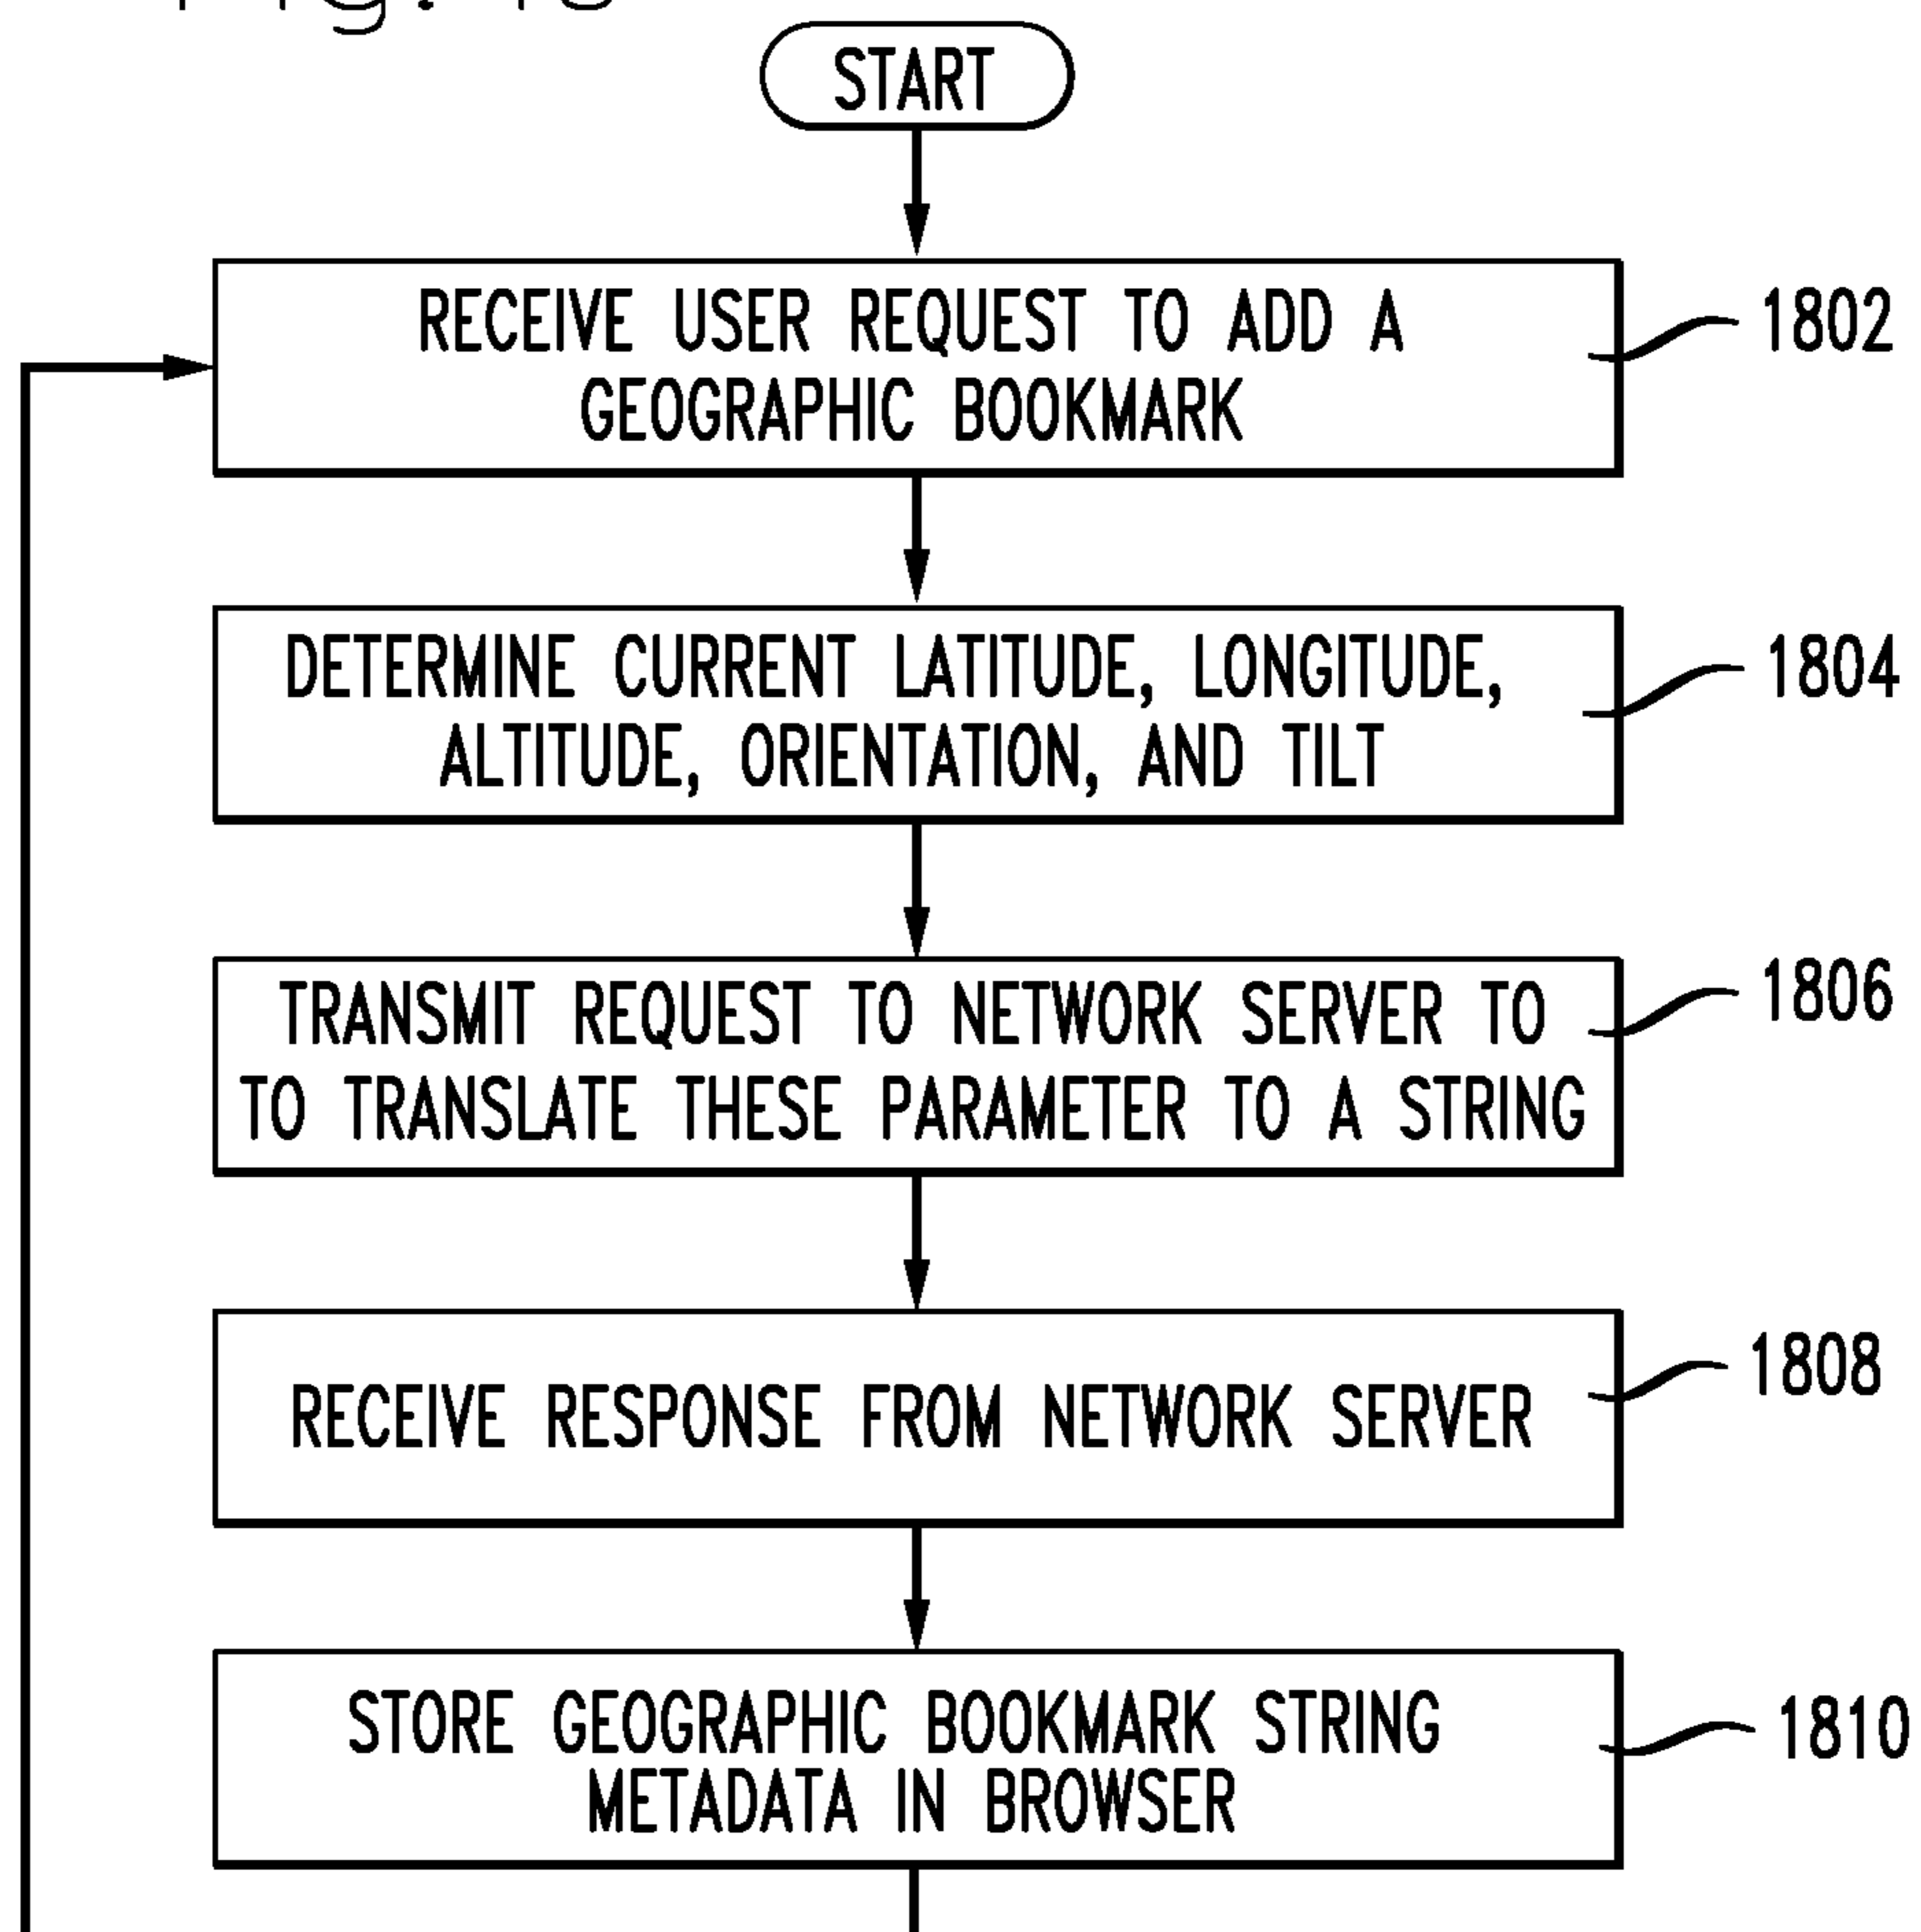 START
RECEIVE USER REQUEST TO ADD A
GEOGRAPHIC BOOKMARK
1802
DETERMINE CURRENT LATITUDE, LONGITUDE,
ALTITUDE, ORIENTATION, AND TILT
1804
TRANSMIT REQUEST TO NETWORK SERVER TO
TO TRANSLATE THESE PARAMETER TO A STRING
1806
RECEIVE RESPONSE FROM NETWORK SERVER
1808
STORE GEOGRAPHIC BOOKMARK STRING
METADATA IN BROWSER
1810